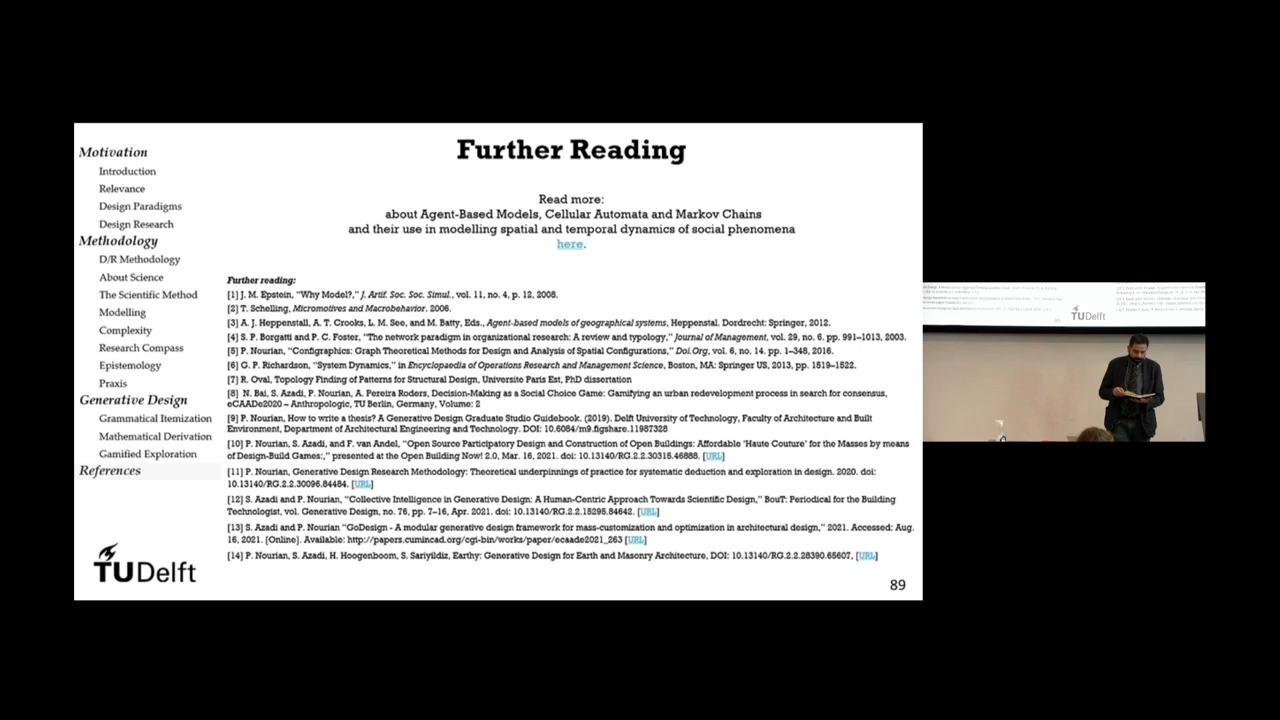 Motivation
Introduction
Relevance
Design Paradigms
Design Research
Methodology
D/R Methodology
About Science
The Scientific Method
Modelling
Complexity
Research Compass
Epistemology
Praxis
Generative Design
Grammatical Itemization
Mathematical Derivation
Gamified Exploration
References
TUDelft
Further Reading
Read more:
about Agent-Based Models, Cellular Automata and Markov Chains
and their use in modelling spatial and temporal dynamics of social phenomena
here.
Further reading:
[1] J. M. Epstein, "Why Model?," J. Artif. Soc. Soc. Simul., vol. 11, no. 4, p. 12, 2008.
[2] T. Schelling, Micromotives and Macrobehavior. 2006.
[3] A. J. Heppenstall, A. T. Crooks, L. M. See, and M. Batty, Eds., Agent-based models of geographical systems, Heppenstal. Dordrecht: Springer, 2012.
[4] S. P. Borgatti and P. C. Foster, "The network paradigm in organizational research: A review and typology," Journal of Management, vol. 29, no. 6. pp. 991–1013, 2003.
[5] P. Nourian, "Configraphics: Graph Theoretical Methods for Design and Analysis of Spatial Configurations," Doi.Org, vol. 6, no. 14. pp. 1–348, 2016.
[6] G. P. Richardson, "System Dynamics," in Encyclopaedia of Operations Research and Management Science, Boston, MA: Springer US, 2013, pp. 1519–1522.
[7] R. Oval, Topology Finding of Patterns for Structural Design, Universite Paris Est, PhD dissertation
[8] N. Bai, S. Azadi, P. Nourian, A. Pereira Roders, Decision-Making as a Social Choice Game: Gamifying an urban redevelopment process in search for consensus,
eCAADe2020 – Anthropologic, TU Berlin, Germany, Volume: 2
[9] P. Nourian, How to write a thesis? A Generative Design Graduate Studio Guidebook. (2019). Delft University of Technology, Faculty of Architecture and Built
Environment, Department of Architectural Engineering and Technology. DOI: 10.6084/m9.figshare.11987328
[10] P. Nourian, S. Azadi, and F. van Andel, "Open Source Participatory Design and Construction of Open Buildings: Affordable 'Haute Couture' for the Masses by means
of Design-Build Games:," presented at the Open Building Now! 2.0, Mar. 16, 2021. doi: 10.13140/RG.2.2.30315.46888. [URL]
[11] P. Nourian, Generative Design Research Methodology: Theoretical underpinnings of practice for systematic deduction and exploration in design. 2020. doi:
10.13140/RG.2.2.30096.84484. [URL]
[12] S. Azadi and P. Nourian, "Collective Intelligence in Generative Design: A Human-Centric Approach Towards Scientific Design," BouT: Periodical for the Building
Technologist, vol. Generative Design, no. 76, pp. 7–16, Apr. 2021. doi: 10.13140/RG.2.2.15295.84642. [URL]
[13] S. Azadi and P. Nourian "GoDesign - A modular generative design framework for mass-customization and optimization in architectural design," 2021. Accessed: Aug.
16, 2021. [Online]. Available: http://papers.cumincad.org/cgi-bin/works/paper/ecaade2021_263 [URL]
[14] P. Nourian, S. Azadi, H. Hoogenboom, S. Sariyildiz, Earthy: Generative Design for Earth and Masonry Architecture, DOI: 10.13140/RG.2.2.28390.65607, [URL]
89
TUDelft